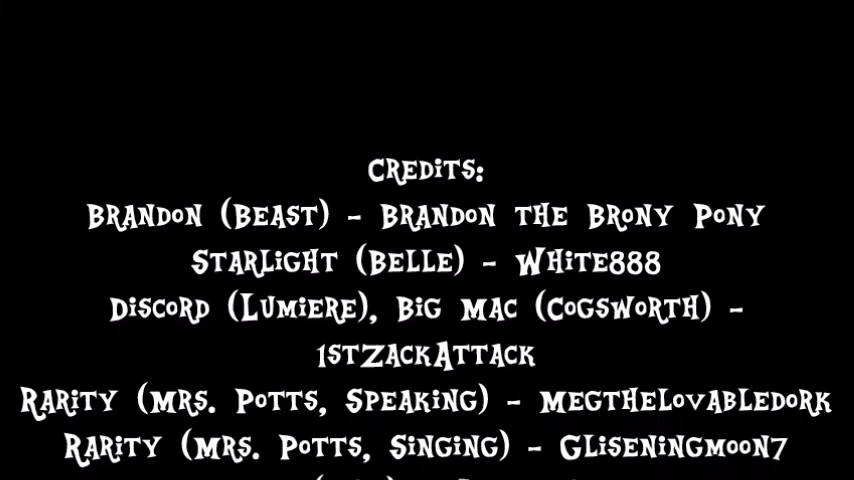 Credits:
Brandon (Beast) - Brandon the Brony Pony
Starlight (Belle) - White888
Discord (Lumiere), Big Mac (Cogsworth) -
1stZackAttack
Rarity (Mrs. Potts, Speaking) - Megthelovabledork
Rarity (Mrs. Potts, Singing) - Gliseningmoon7